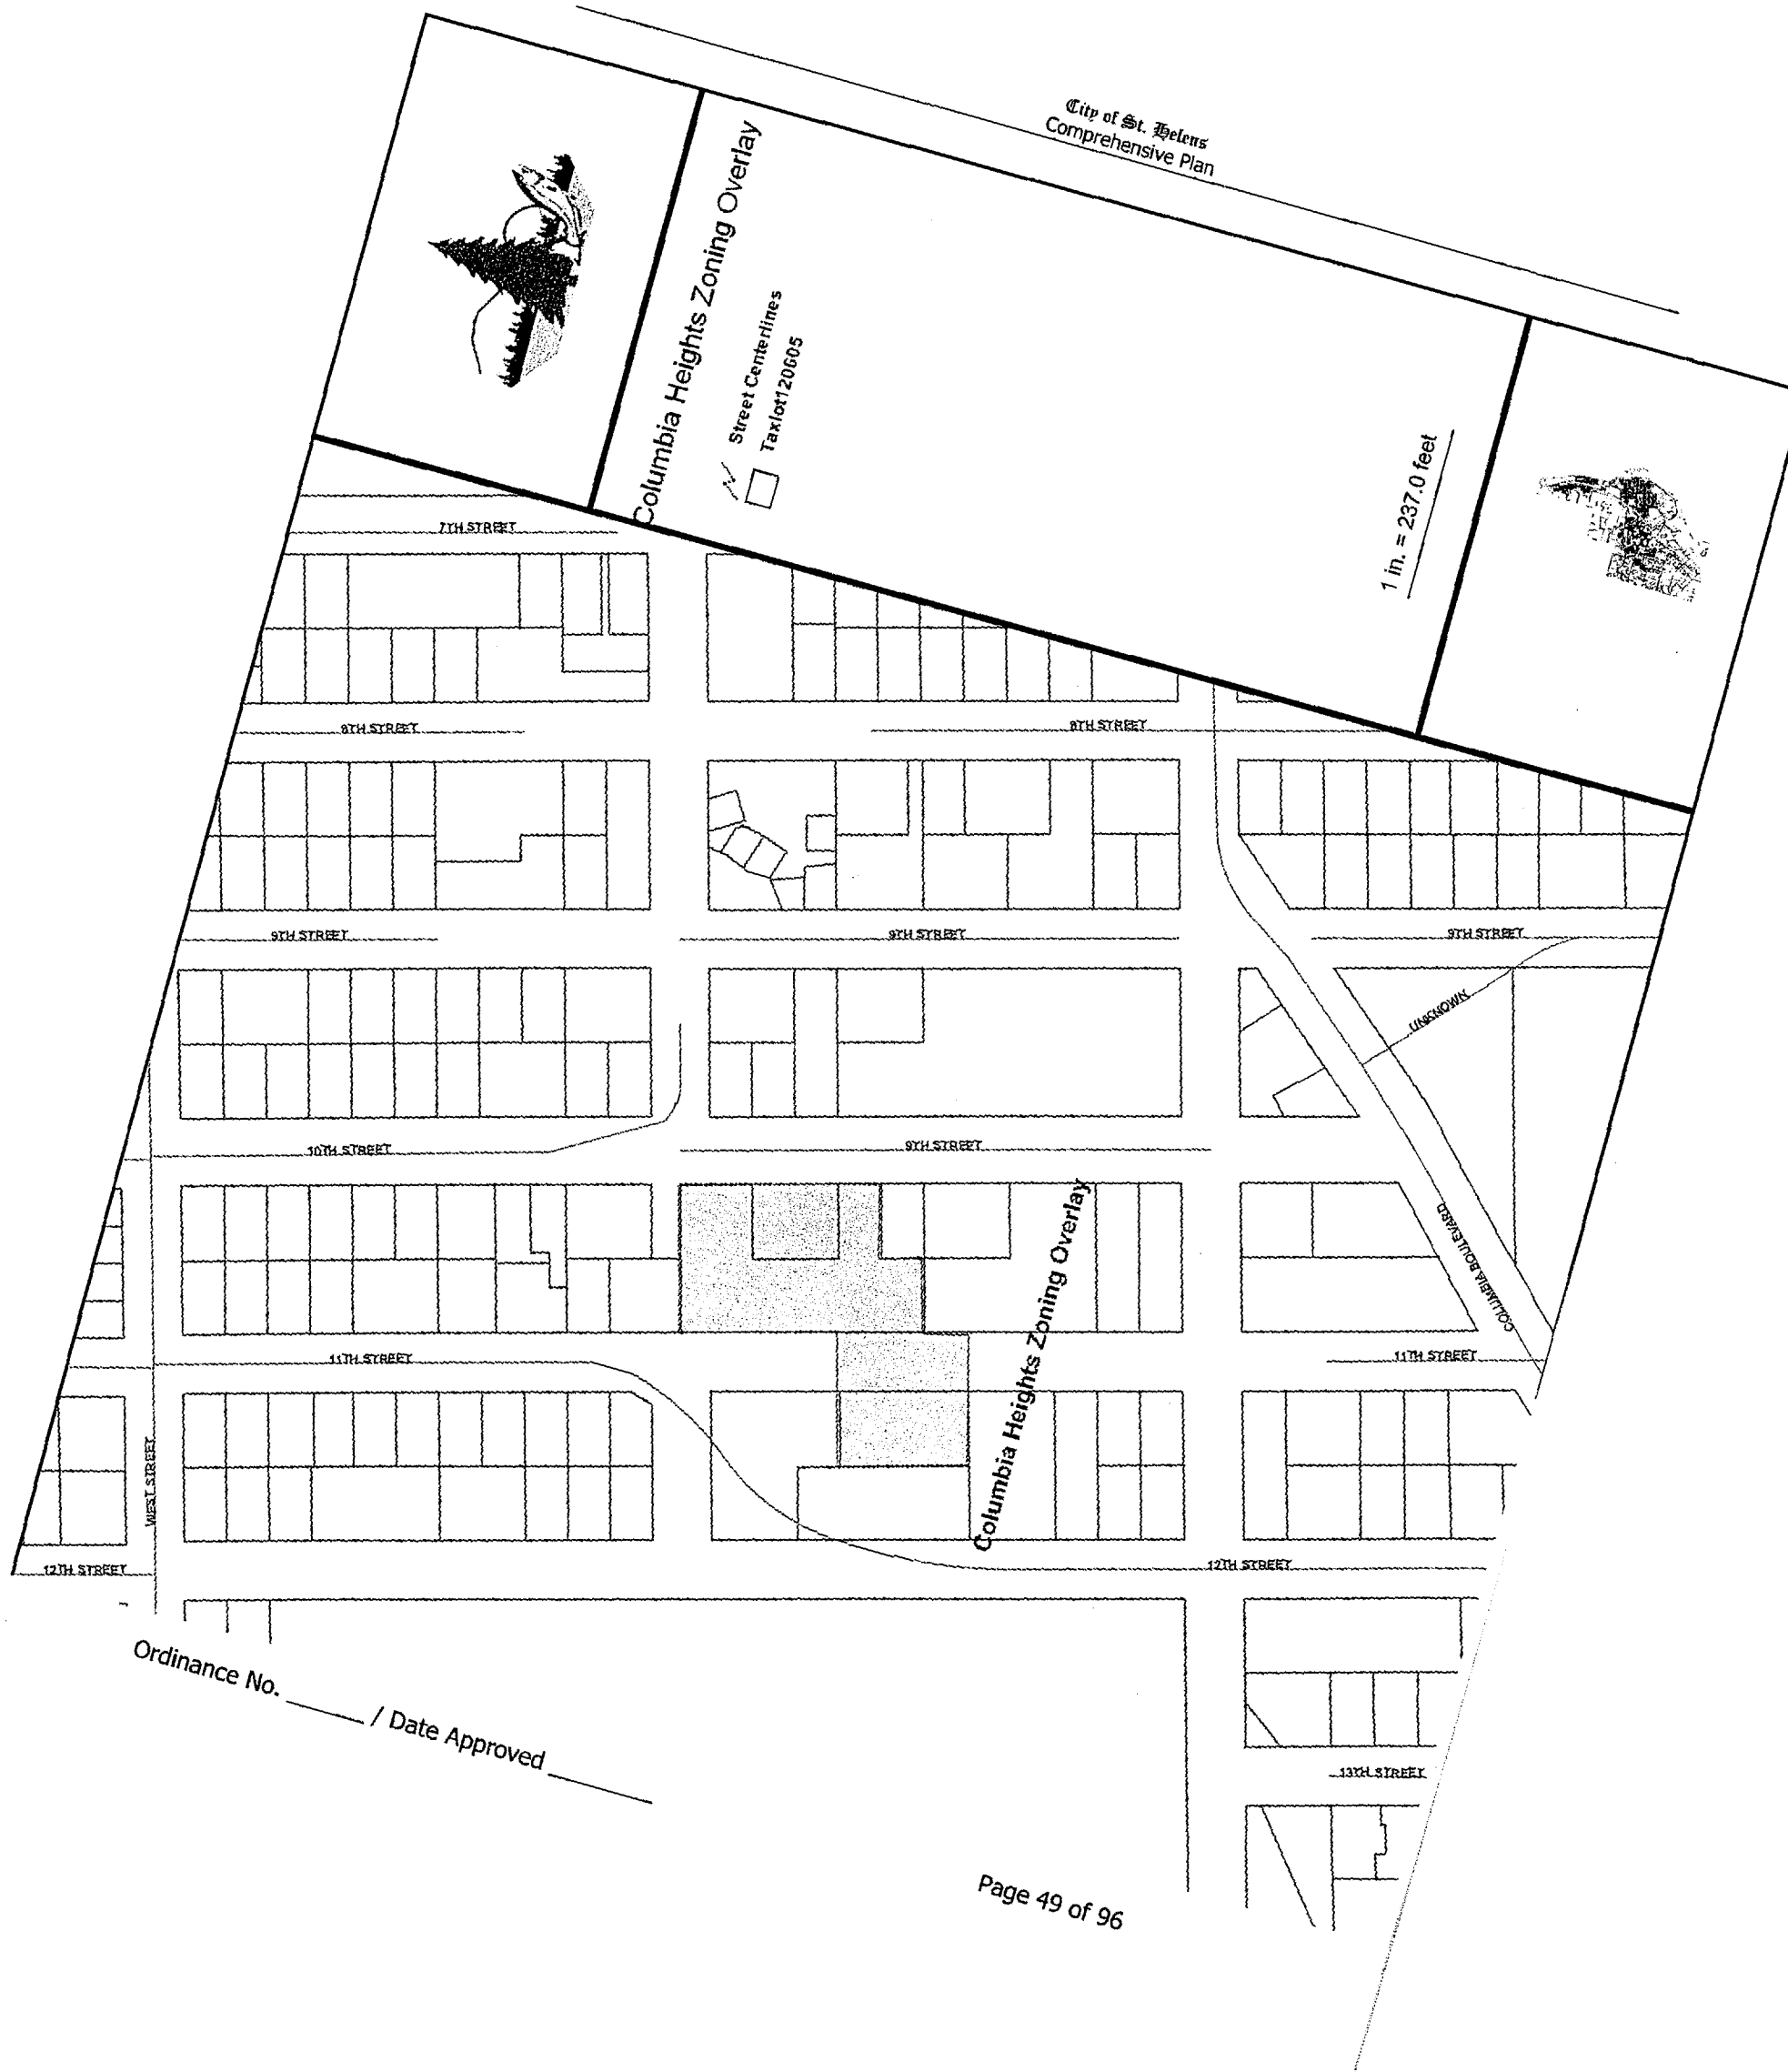 City of St. Helens
Comprehensive Plan
Columbia Heights Zoning Overlay
Street Centerlines
Taxlot120605
1 in. = 237.0 feet
7TH STREET
8TH STREET
8TH STREET
9TH STREET
9TH STREET
9TH STREET
UNKNOWN
10TH STREET
9TH STREET
COLUMBIA BOULEVARD
Columbia Heights Zoning Overlay
11TH STREET
11TH STREET
WEST STREET
12TH STREET
12TH STREET
13TH STREET
Ordinance No. ______ / Date Approved ________
Page 49 of 96